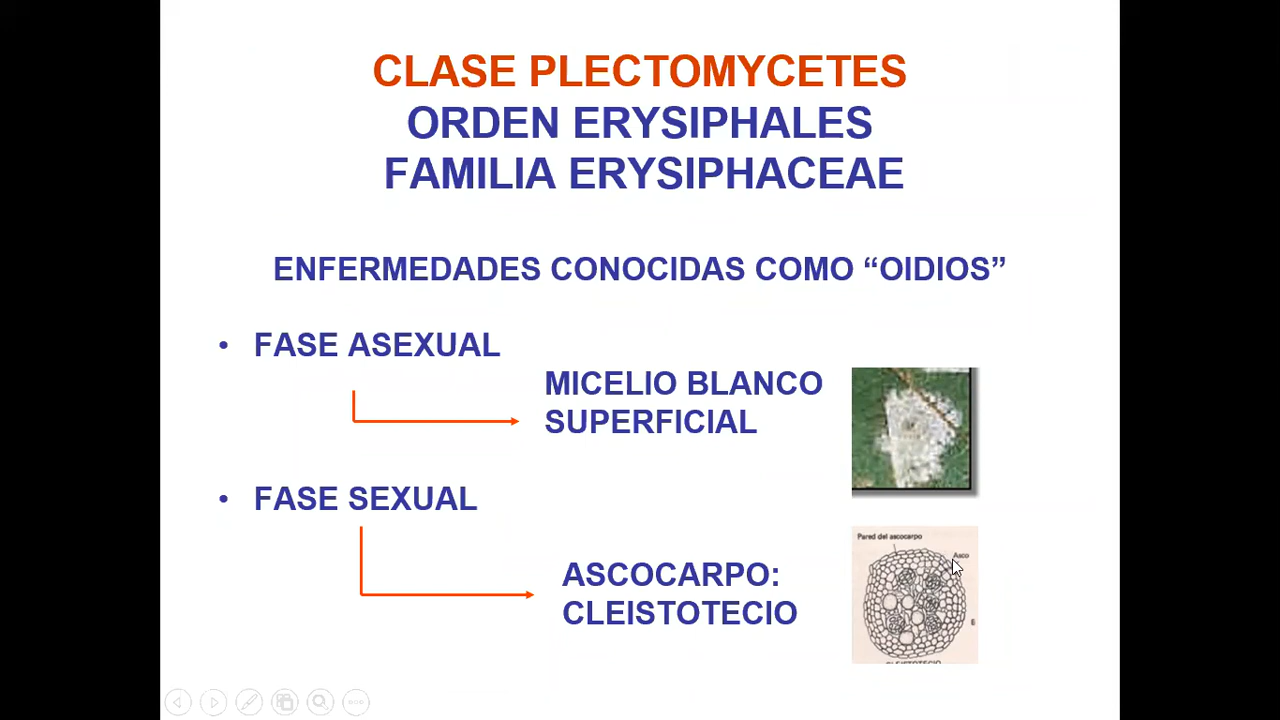 CLASE PLECTOMYCETES
ORDEN ERYSIPHALES
FAMILIA ERYSIPHACEAE
ENFERMEDADES CONOCIDAS COMO “OIDIOS”
• FASE ASEXUAL
MICELIO BLANCO
SUPERFICIAL
• FASE SEXUAL
Pared del ascocarpo
Asco
ASCOCARPO:
CLEISTOTECIO
CLEISTOTECIO